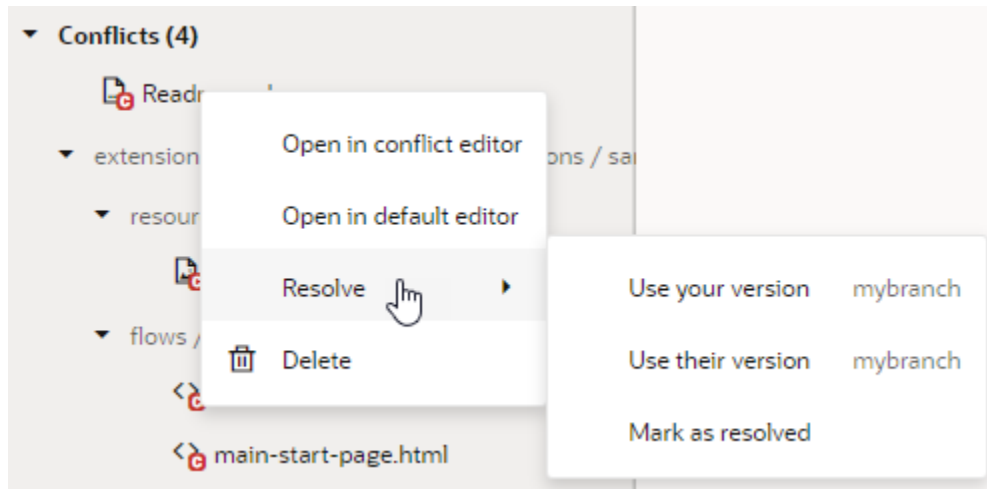 Conflicts (4)
Open in conflict editor
extension
ons / sa
Open in default editor
resour
Resolve
Use your version mybranch
flows /
Delete
Use their version mybranch
Mark as resolved
main-start-page.html